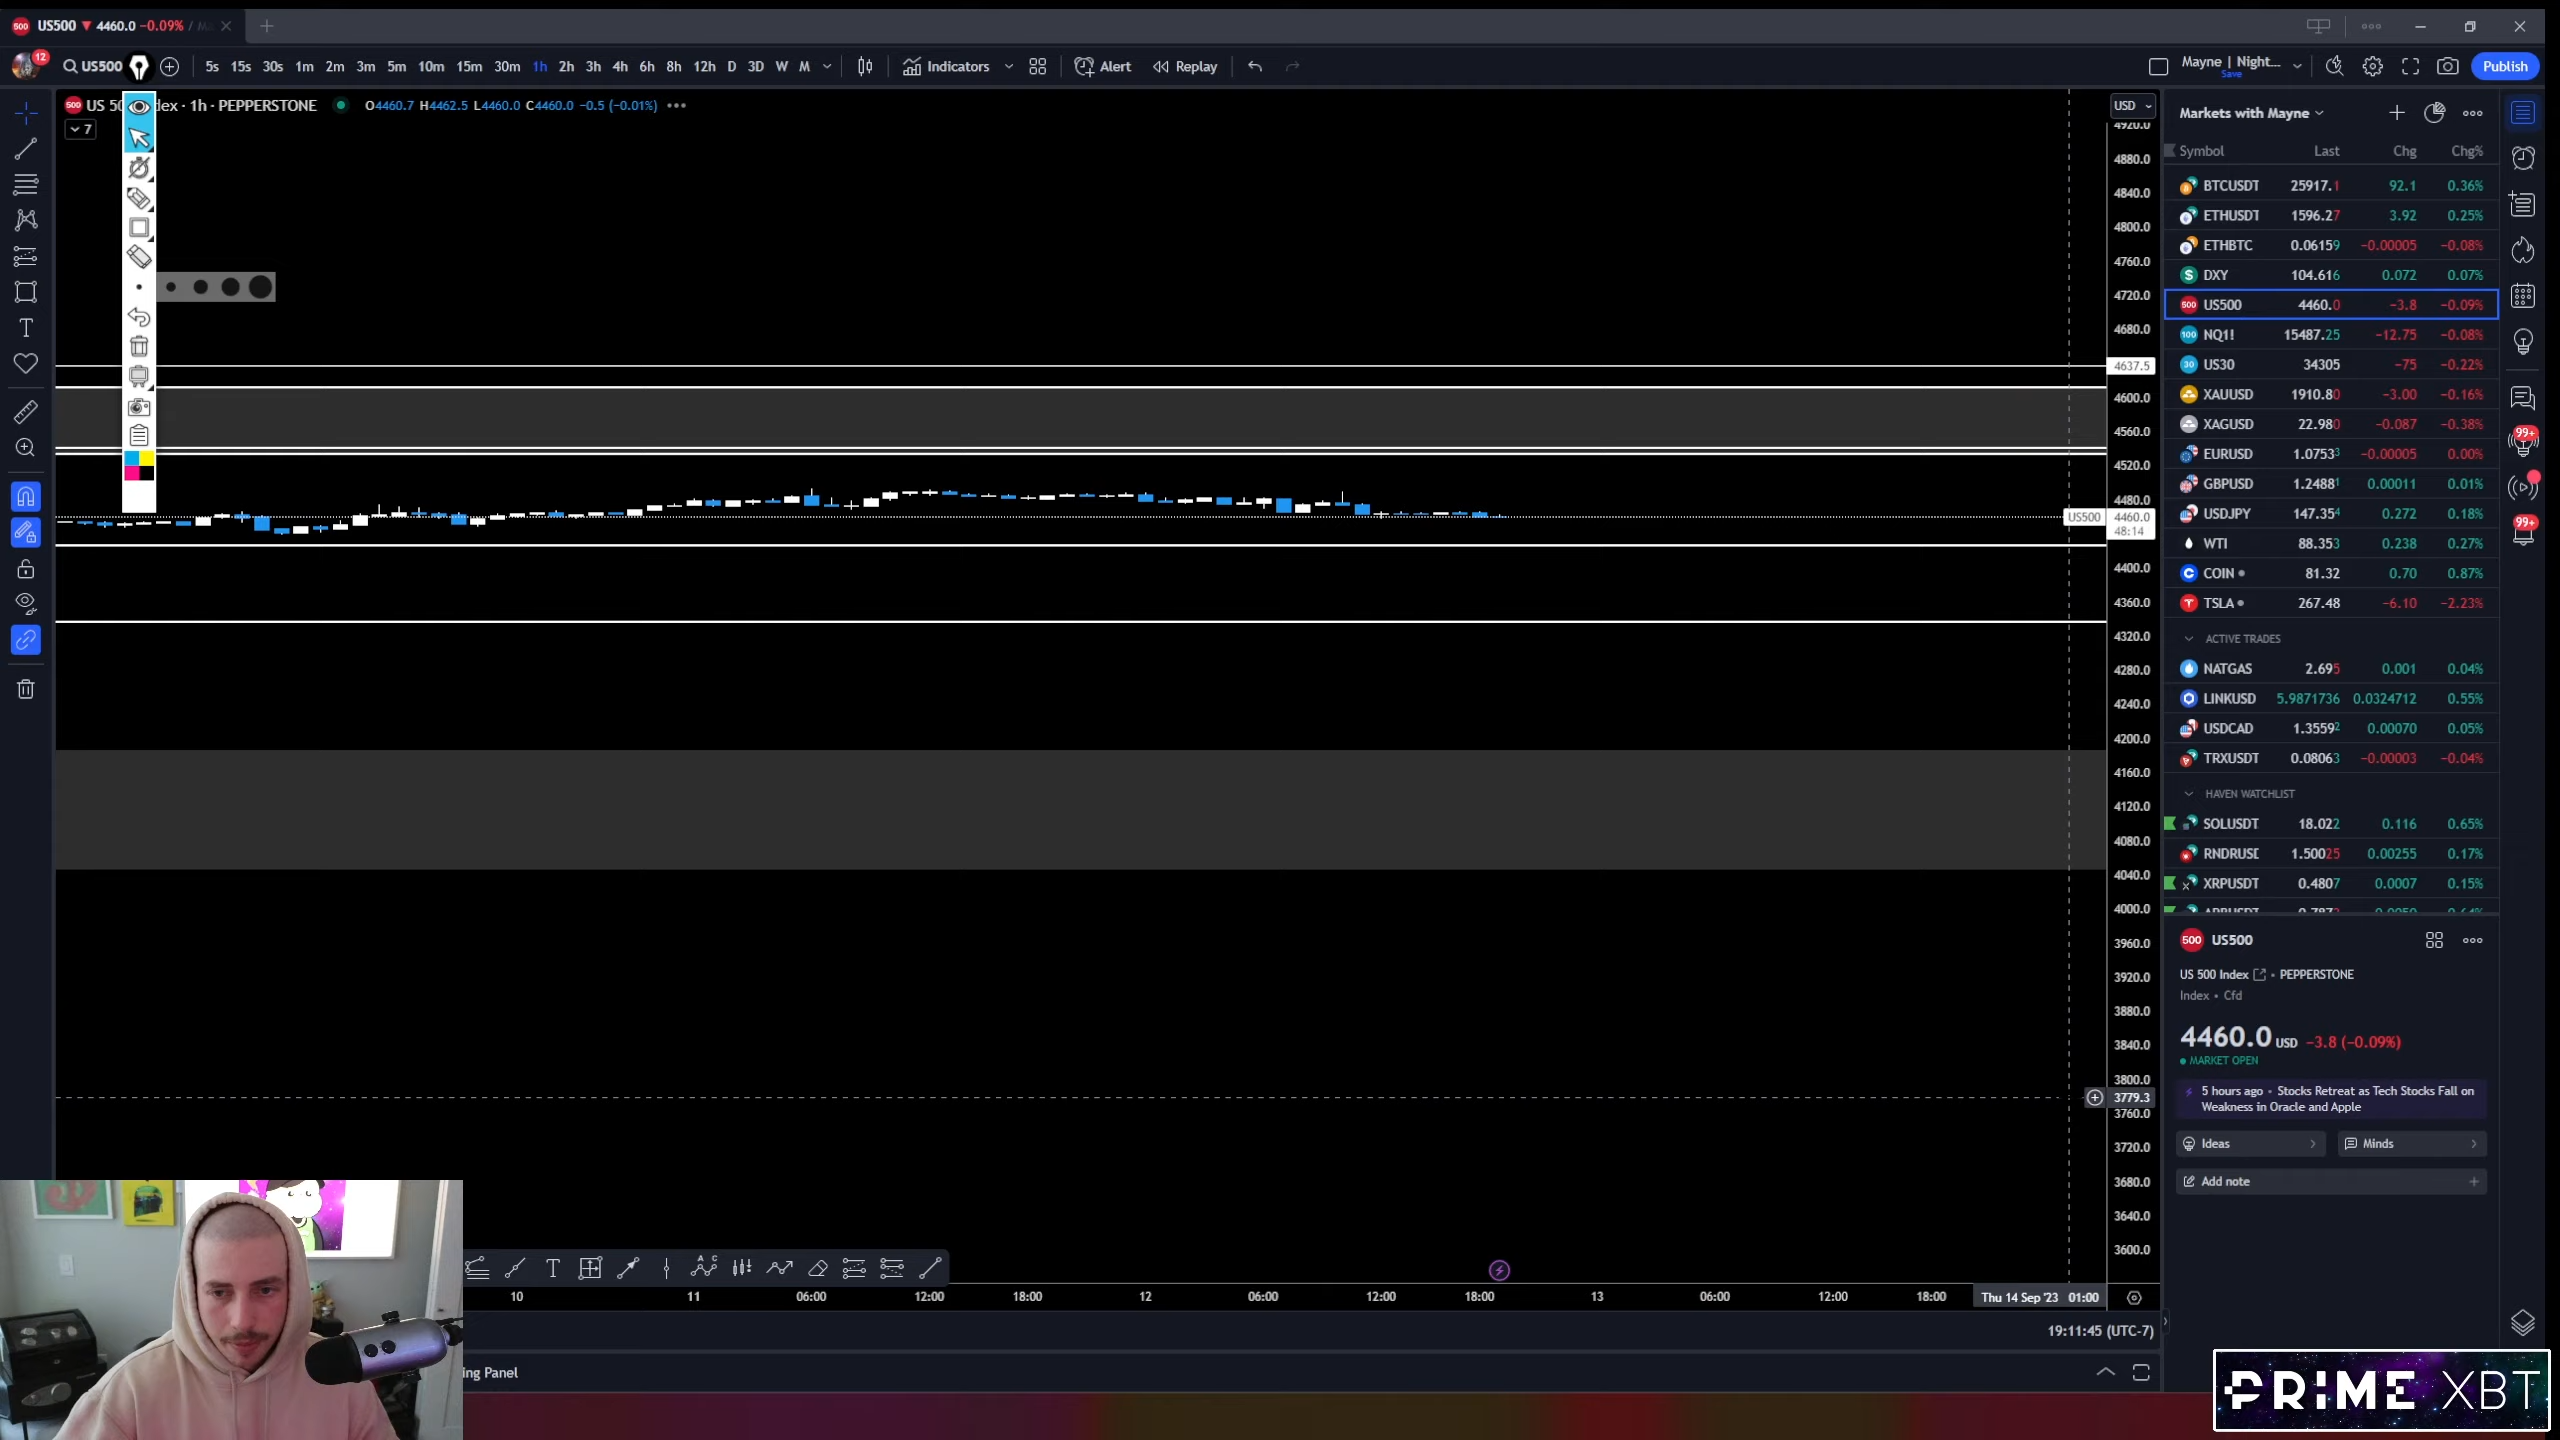 US500 ▼ 4460.0 −0.09% / Ma
12
US500
5s 15s 30s 1m 2m 3m 5m 10m 15m 30m 1h 2h 3h 4h 6h 8h 12h D 3D W M
Indicators
Alert
Replay
Mayne | Night...
Save
Publish
US 50 dex · 1h · PEPPERSTONE
O4460.7 H4462.5 L4460.0 C4460.0 −0.5 (−0.01%)
7
USD
4920.0
4880.0
4840.0
4800.0
4760.0
4720.0
4680.0
4637.5
4600.0
4560.0
4520.0
4480.0
US500 4460.0
48:14
4400.0
4360.0
4320.0
4280.0
4240.0
4200.0
4160.0
4120.0
4080.0
4040.0
4000.0
3960.0
3920.0
3880.0
3840.0
3800.0
3779.3
3760.0
3720.0
3680.0
3640.0
3600.0
10 11 06:00 12:00 18:00 12 06:00 12:00 18:00 13 06:00 12:00 18:00 Thu 14 Sep '23 01:00
19:11:45 (UTC-7)
ing Panel
Markets with Mayne
Symbol Last Chg Chg%
BTCUSDT 25917.1 92.1 0.36%
ETHUSDT 1596.27 3.92 0.25%
ETHBTC 0.06159 −0.00005 −0.08%
DXY 104.616 0.072 0.07%
500 US500 4460.0 −3.8 −0.09%
100 NQ1! 15487.25 −12.75 −0.08%
30 US30 34305 −75 −0.22%
XAUUSD 1910.80 −3.00 −0.16%
XAGUSD 22.980 −0.087 −0.38%
EURUSD 1.07533 −0.00005 0.00%
GBPUSD 1.24881 0.00011 0.01%
USDJPY 147.354 0.272 0.18%
WTI 88.353 0.238 0.27%
COIN 81.32 0.70 0.87%
TSLA 267.48 −6.10 −2.23%
ACTIVE TRADES
NATGAS 2.695 0.001 0.04%
LINKUSD 5.9871736 0.0324712 0.55%
USDCAD 1.35592 0.00070 0.05%
TRXUSDT 0.08063 −0.00003 −0.04%
HAVEN WATCHLIST
SOLUSDT 18.022 0.116 0.65%
RNDRUSD 1.50025 0.00255 0.17%
XRPUSDT 0.4807 0.0007 0.15%
500 US500
US 500 Index • PEPPERSTONE
Index • Cfd
4460.0 USD −3.8 (−0.09%)
MARKET OPEN
5 hours ago • Stocks Retreat as Tech Stocks Fall on
Weakness in Oracle and Apple
Ideas
Minds
Add note
99+
99+
PRIME XBT